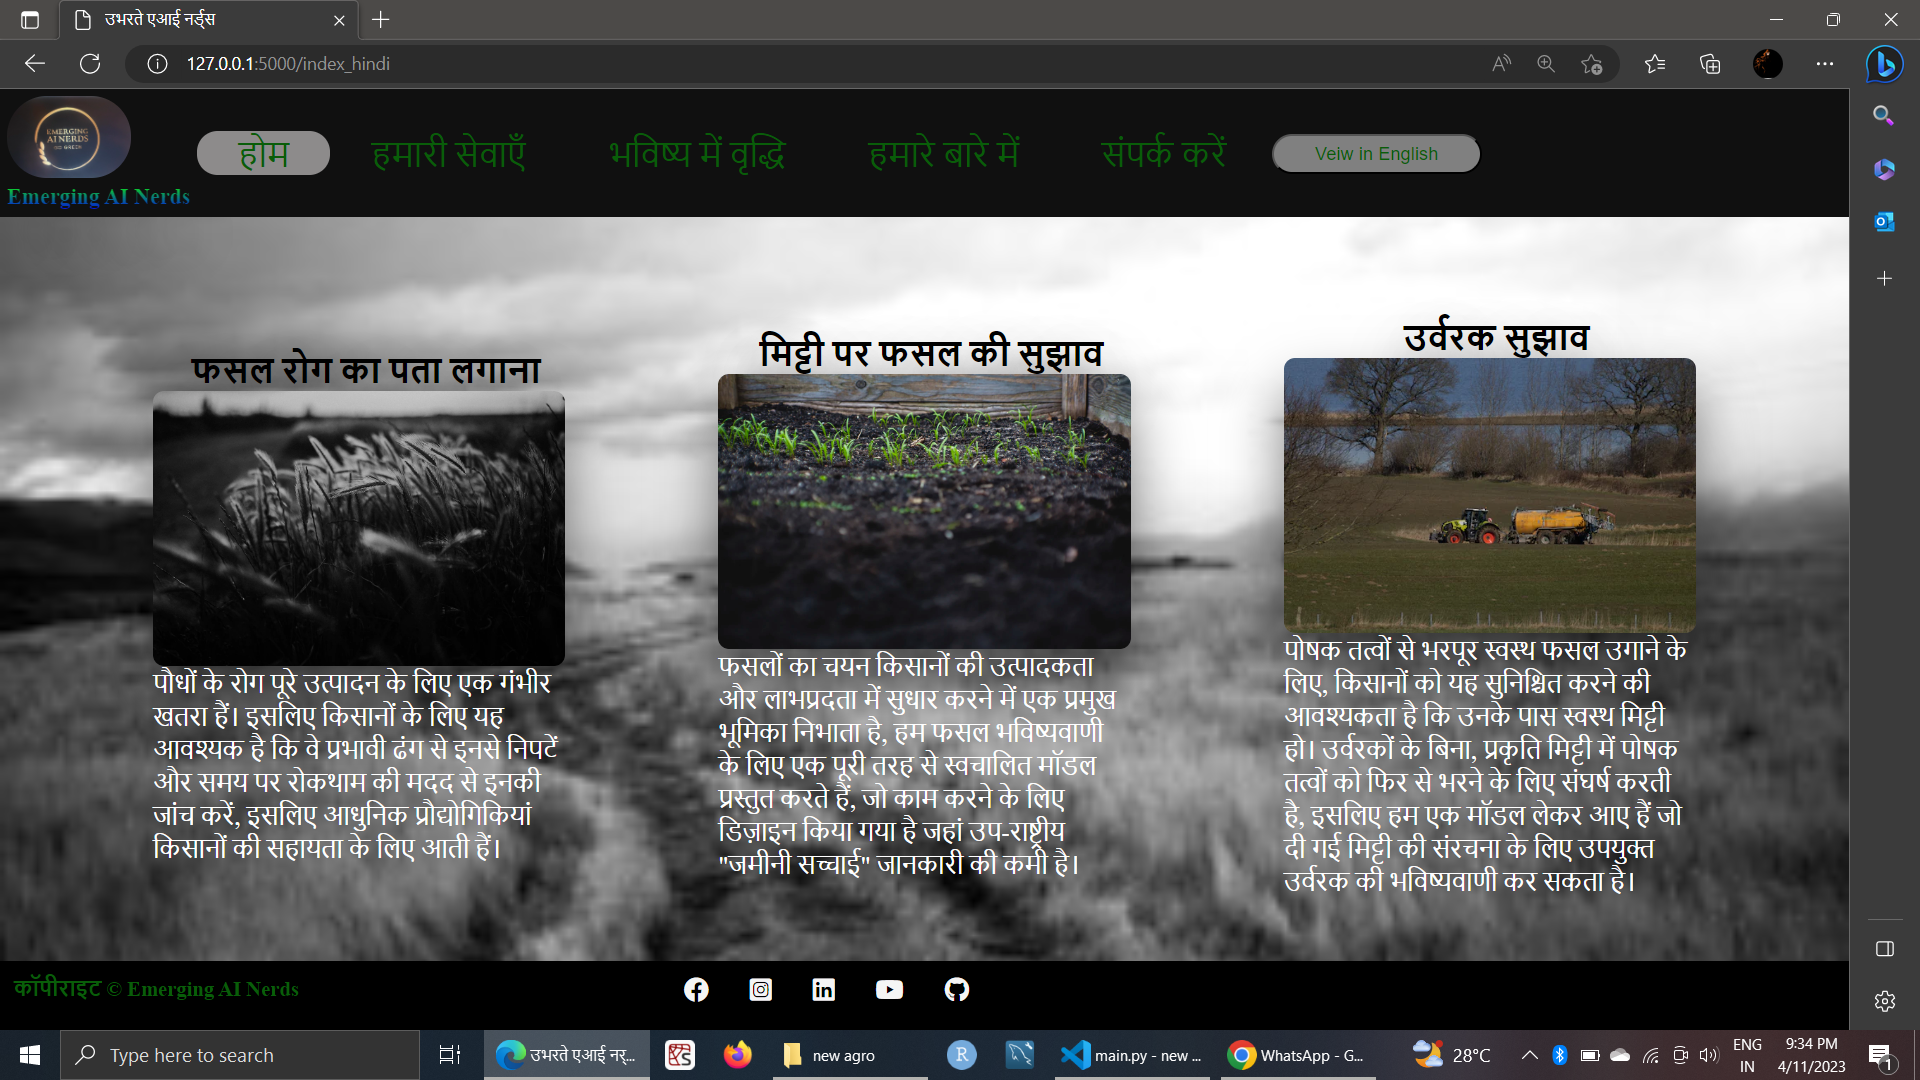 उभरते एआई नर्ड्स
127.0.0.1:5000/index_hindi
EMERGING
AI NERDS
Emerging AI Nerds
होम
हमारी सेवाएँ
भविष्य में वृद्धि
हमारे बारे में
संपर्क करें
Veiw in English
फसल रोग का पता लगाना
पौधों के रोग पूरे उत्पादन के लिए एक गंभीर
खतरा हैं। इसलिए किसानों के लिए यह
आवश्यक है कि वे प्रभावी ढंग से इनसे निपटें
और समय पर रोकथाम की मदद से इनकी
जांच करें, इसलिए आधुनिक प्रौद्योगिकियां
किसानों की सहायता के लिए आती हैं।
मिट्टी पर फसल की सुझाव
फसलों का चयन किसानों की उत्पादकता
और लाभप्रदता में सुधार करने में एक प्रमुख
भूमिका निभाता है, हम फसल भविष्यवाणी
के लिए एक पूरी तरह से स्वचालित मॉडल
प्रस्तुत करते हैं, जो काम करने के लिए
डिज़ाइन किया गया है जहां उप-राष्ट्रीय
"जमीनी सच्चाई" जानकारी की कमी है।
उर्वरक सुझाव
पोषक तत्वों से भरपूर स्वस्थ फसल उगाने के
लिए, किसानों को यह सुनिश्चित करने की
आवश्यकता है कि उनके पास स्वस्थ मिट्टी
हो। उर्वरकों के बिना, प्रकृति मिट्टी में पोषक
तत्वों को फिर से भरने के लिए संघर्ष करती
है, इसलिए हम एक मॉडल लेकर आए हैं जो
दी गई मिट्टी की संरचना के लिए उपयुक्त
उर्वरक की भविष्यवाणी कर सकता है।
कॉपीराइट © Emerging AI Nerds
Type here to search
उभरते एआई नर्...
new agro
main.py - new ...
WhatsApp - G...
28°C
ENG
IN
9:34 PM
4/11/2023
1